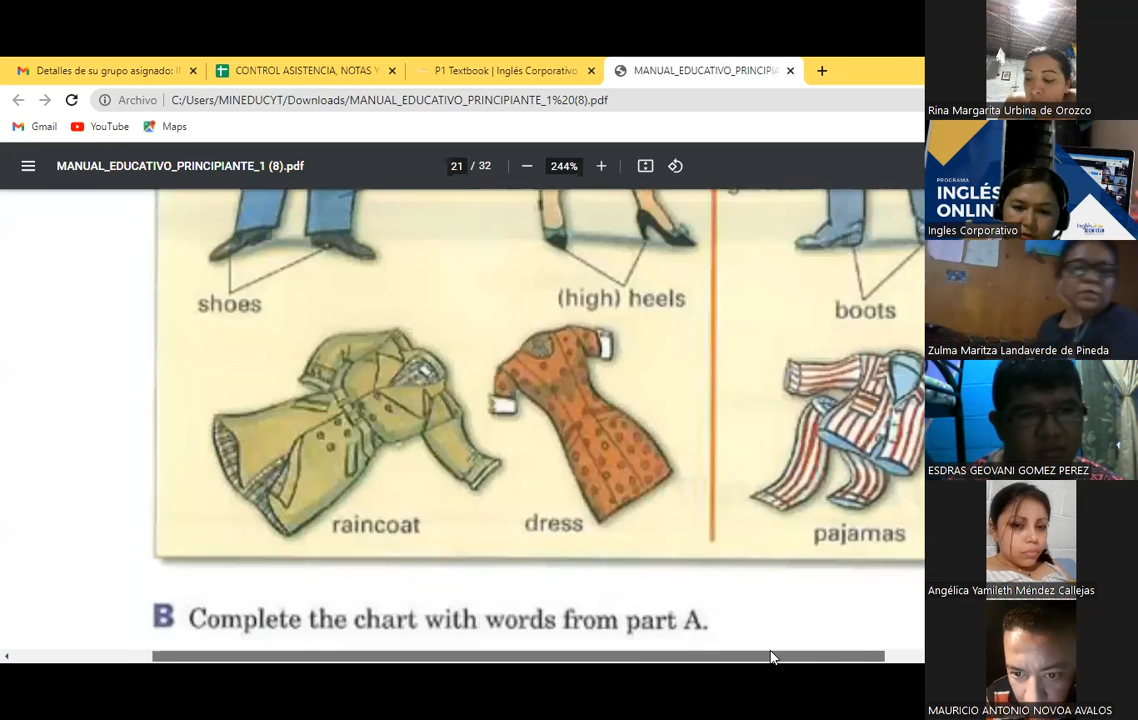 Detalles de su grupo asignado: I
CONTROL ASISTENCIA, NOTAS Y
P1 Textbook | Inglés Corporativo
MANUAL_EDUCATIVO_PRINCIPIA
Archivo C:/Users/MINEDUCYT/Downloads/MANUAL_EDUCATIVO_PRINCIPIANTE_1%20(8).pdf
Gmail YouTube Maps
MANUAL_EDUCATIVO_PRINCIPIANTE_1 (8).pdf 21 / 32 244%
shoes
(high) heels
boots
raincoat
dress
pajamas
B Complete the chart with words from part A.
Rina Margarita Urbina de Orozco
PROGRAMA
INGLÉS
ONLIN
Ingles Corporativo
Zulma Maritza Landaverde de Pineda
ESDRAS GEOVANI GOMEZ PEREZ
Angélica Yamileth Méndez Callejas
MAURICIO ANTONIO NOVOA AVALOS